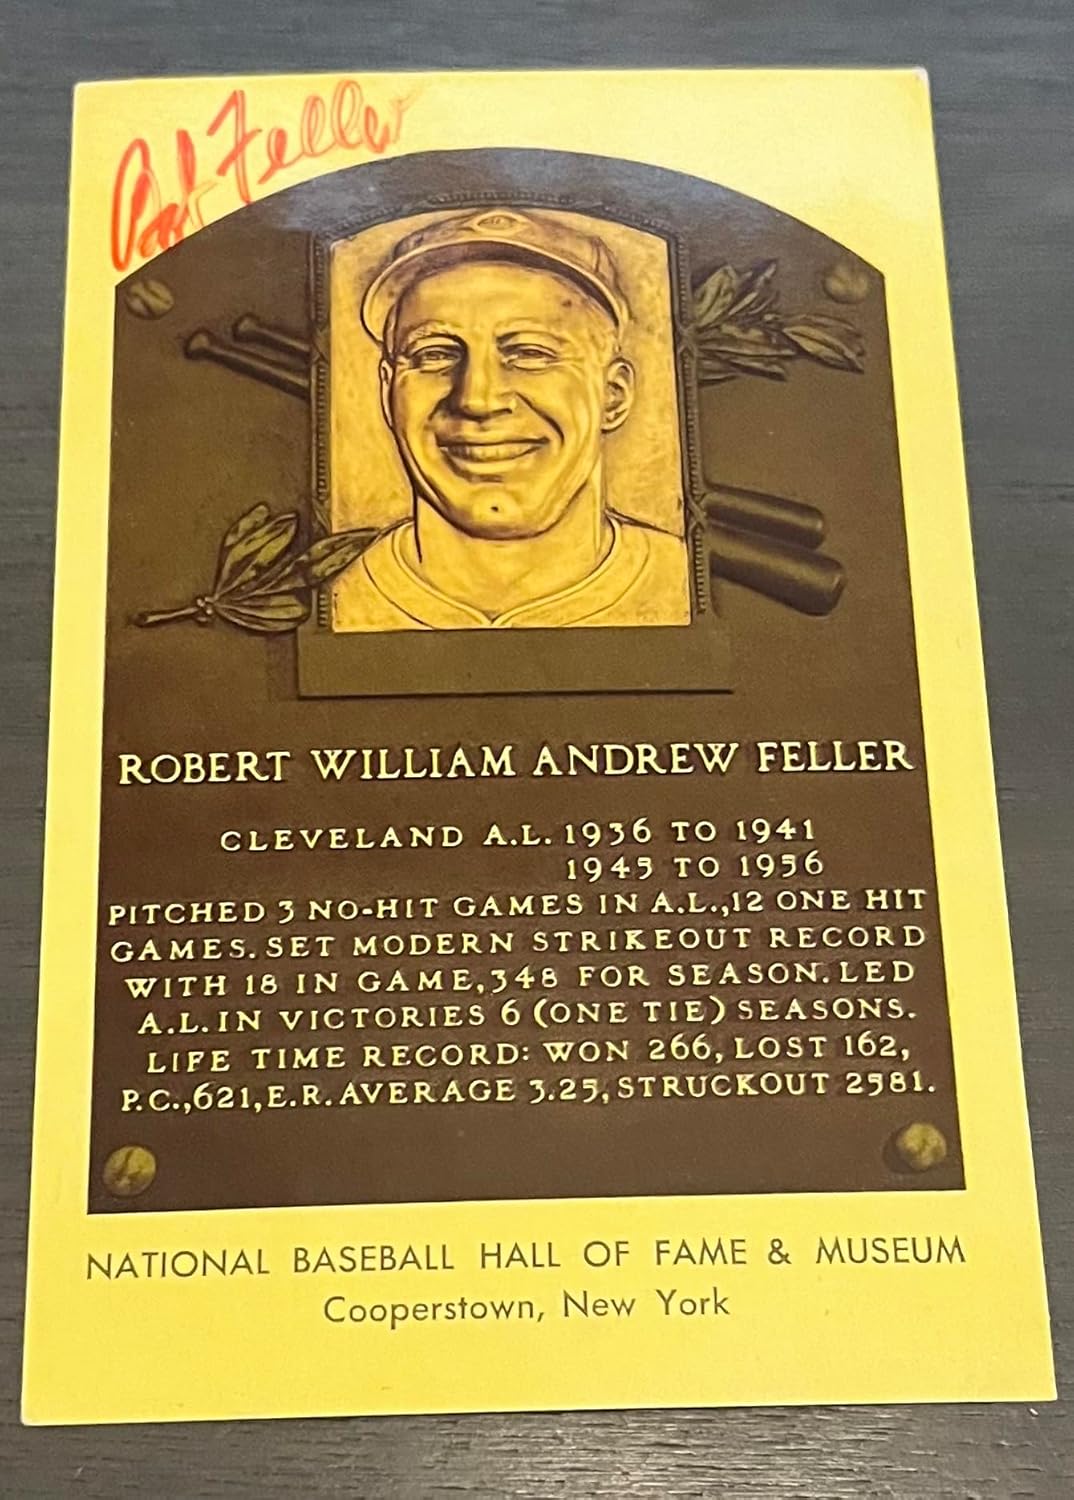 Bob Feller
ROBERT WILLIAM ANDREW FELLER
CLEVELAND A.L. 1936 TO 1941
1945 TO 1956
PITCHED 3 NO-HIT GAMES IN A.L.,12 ONE HIT
GAMES. SET MODERN STRIKEOUT RECORD
WITH 18 IN GAME,348 FOR SEASON. LED
A.L. IN VICTORIES 6 (ONE TIE) SEASONS.
LIFE TIME RECORD: WON 266, LOST 162,
P.C.,621, E.R. AVERAGE 3.25, STRUCKOUT 2581.
NATIONAL BASEBALL HALL OF FAME & MUSEUM
Cooperstown, New York